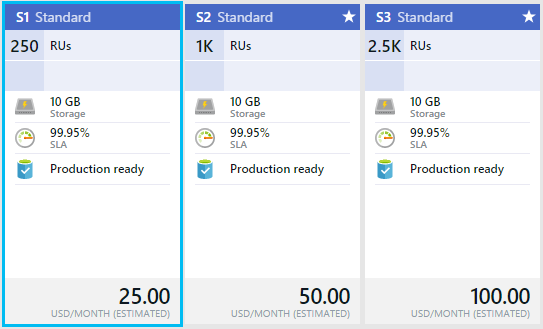 S1 Standard
250 RUs
10 GB
Storage
99.95%
SLA
Production ready
25.00
USD/MONTH (ESTIMATED)
S2 Standard
1K RUs
10 GB
Storage
99.95%
SLA
Production ready
50.00
USD/MONTH (ESTIMATED)
S3 Standard
2.5K RUs
10 GB
Storage
99.95%
SLA
Production ready
100.00
USD/MONTH (ESTIMATED)